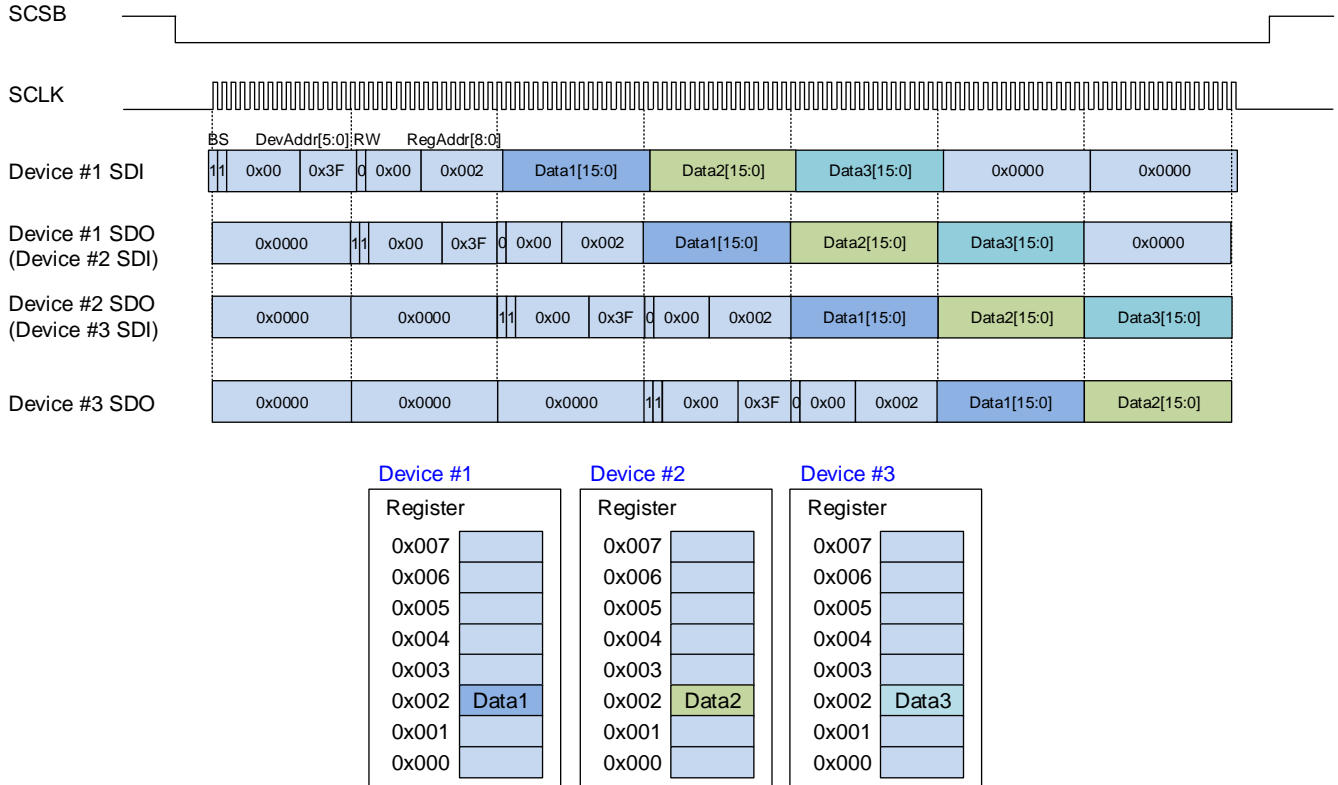 SCSB
SCLK
BS DevAddr[5:0] RW RegAddr[8:0]
Device #1 SDI 1 1 0x00 0x3F 0 0x00 0x002 Data1[15:0] Data2[15:0] Data3[15:0] 0x0000 0x0000
Device #1 SDO
(Device #2 SDI) 0x0000 1 1 0x00 0x3F 0 0x00 0x002 Data1[15:0] Data2[15:0] Data3[15:0] 0x0000
Device #2 SDO
(Device #3 SDI) 0x0000 0x0000 1 1 0x00 0x3F 0 0x00 0x002 Data1[15:0] Data2[15:0] Data3[15:0]
Device #3 SDO 0x0000 0x0000 0x0000 1 1 0x00 0x3F 0 0x00 0x002 Data1[15:0] Data2[15:0]
Device #1 Device #2 Device #3
Register Register Register
0x007 0x007 0x007
0x006 0x006 0x006
0x005 0x005 0x005
0x004 0x004 0x004
0x003 0x003 0x003
0x002 Data1 0x002 Data2 0x002 Data3
0x001 0x001 0x001
0x000 0x000 0x000